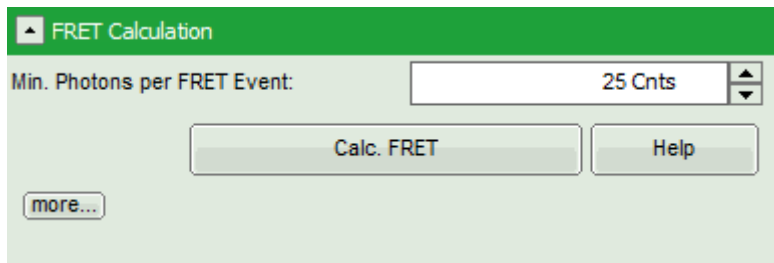 FRET Calculation
Min. Photons per FRET Event: 25 Cnts
Calc. FRET Help
more...